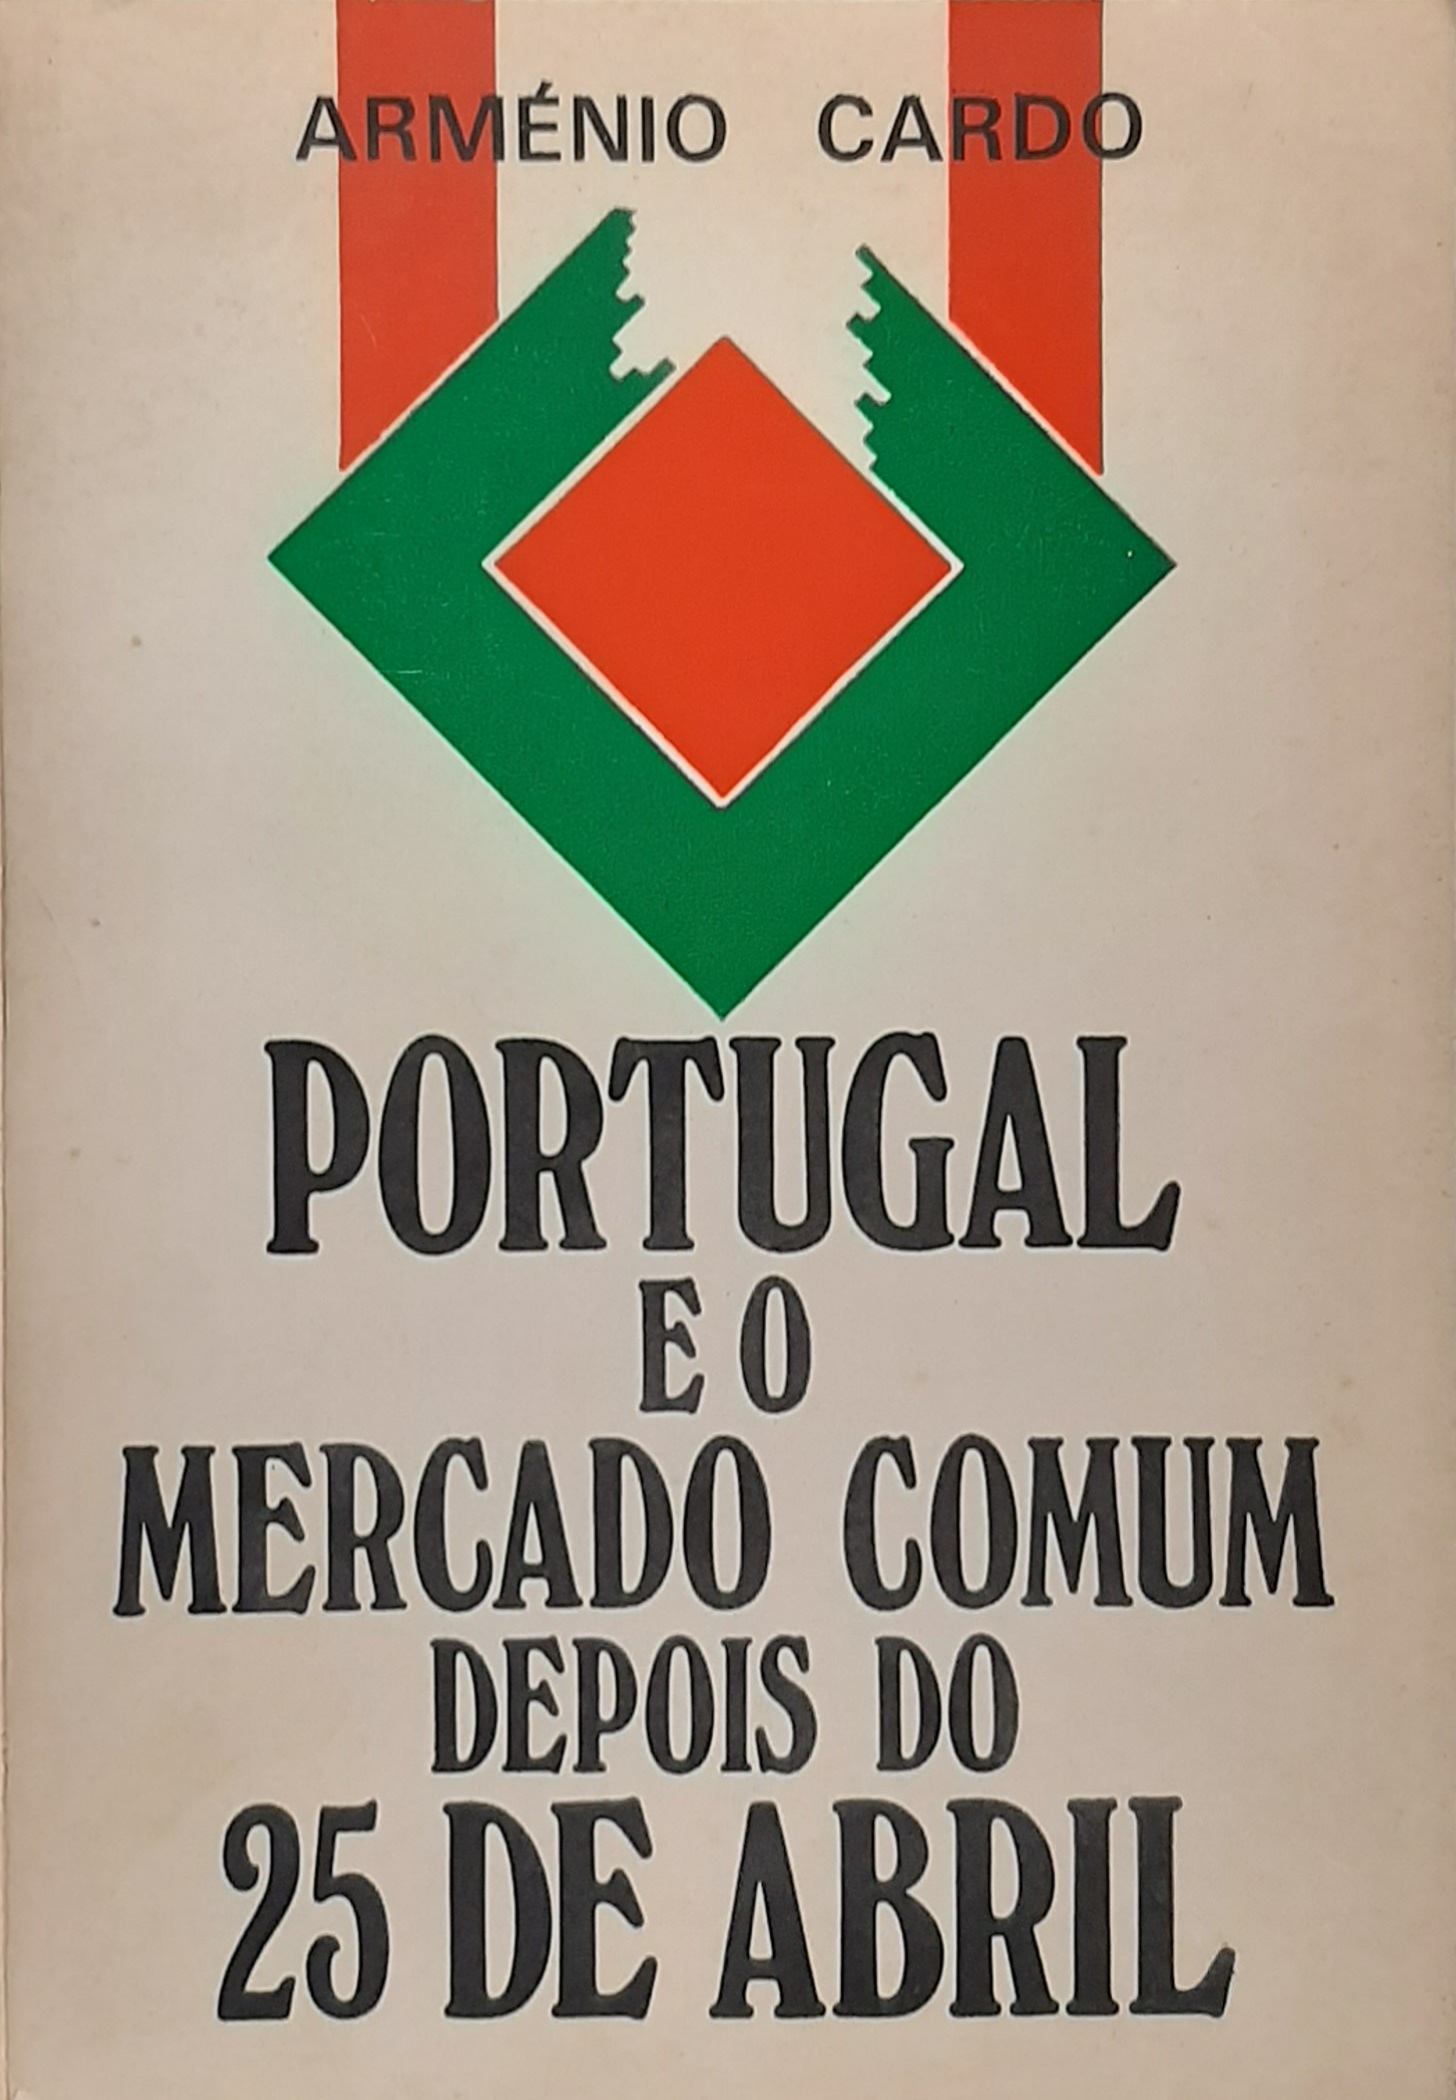 ARMÉNIO CARDO
PORTUGAL
E O
MERCADO COMUM
DEPOIS DO
25 DE ABRIL